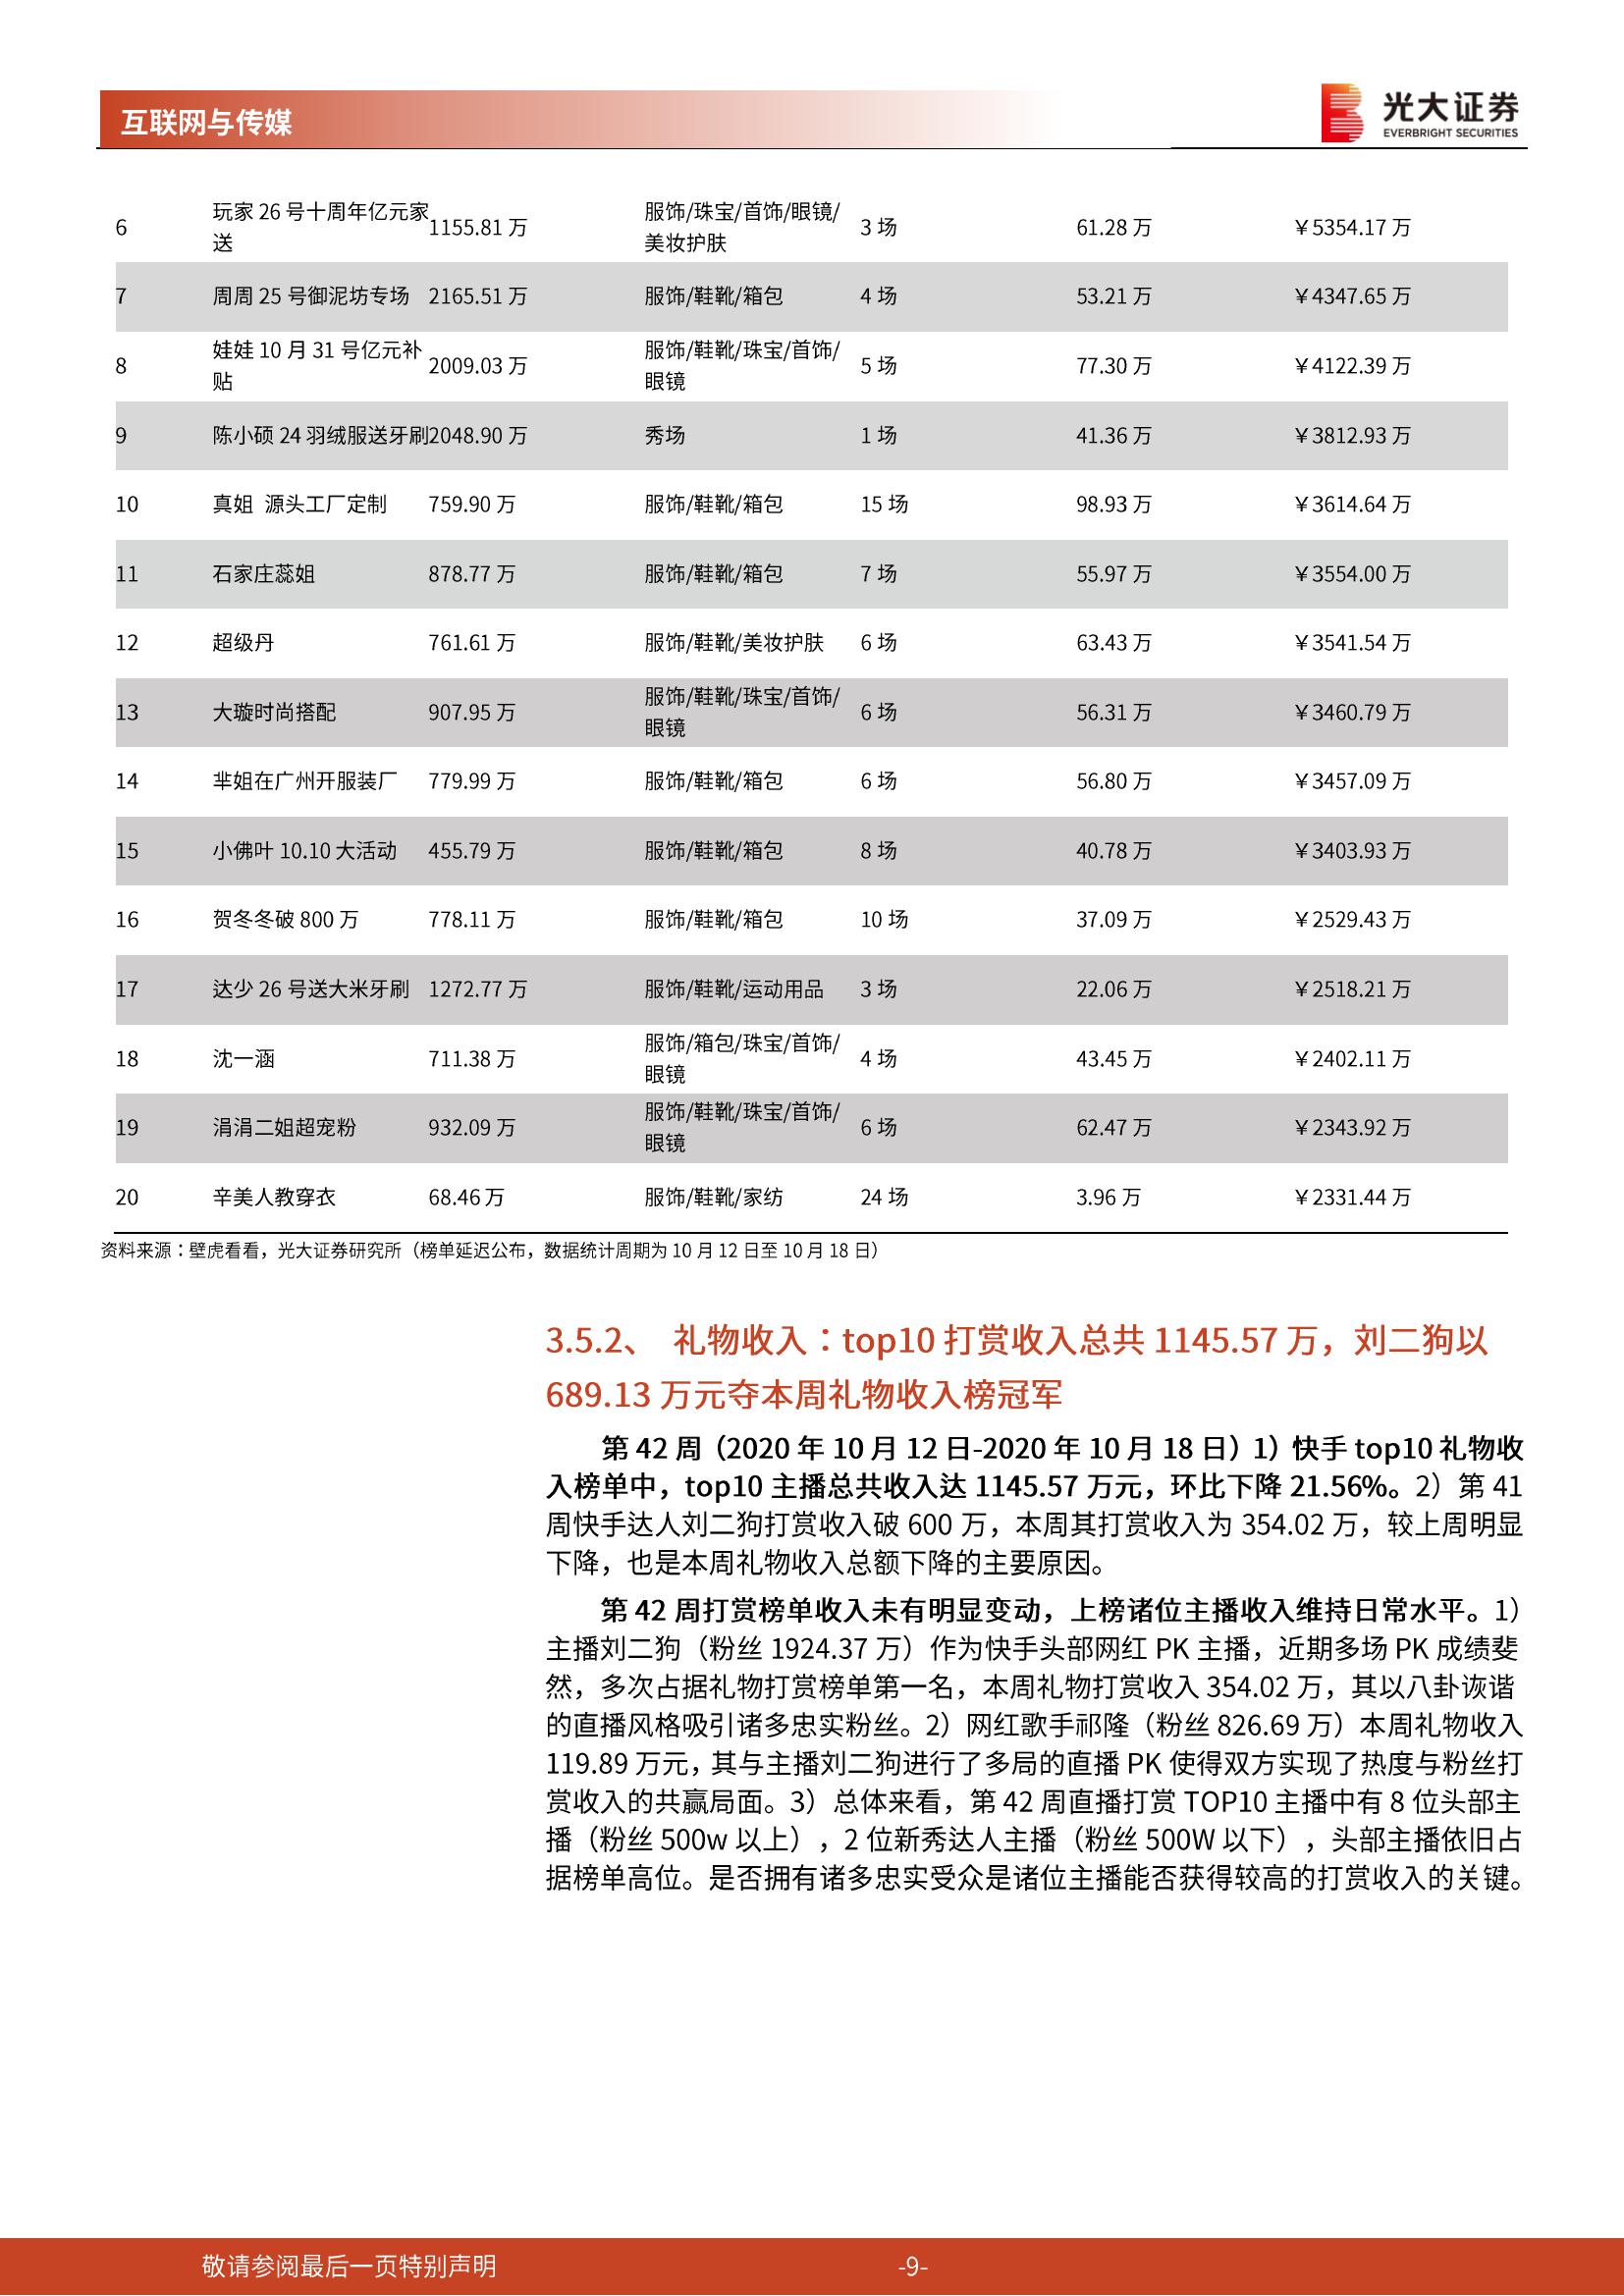 互联网与传媒
光大证券
EVERBRIGHT SECURITIES
6 玩家 26 号十周年亿元家送 1155.81 万 服饰/珠宝/首饰/眼镜/美妆护肤 3 场 61.28 万 ¥5354.17 万
7 周周 25 号御泥坊专场 2165.51 万 服饰/鞋靴/箱包 4 场 53.21 万 ¥4347.65 万
8 娃娃 10 月 31 号亿元补贴 2009.03 万 服饰/鞋靴/珠宝/首饰/眼镜 5 场 77.30 万 ¥4122.39 万
9 陈小硕 24 羽绒服送牙刷 2048.90 万 秀场 1 场 41.36 万 ¥3812.93 万
10 真姐 源头工厂定制 759.90 万 服饰/鞋靴/箱包 15 场 98.93 万 ¥3614.64 万
11 石家庄蕊姐 878.77 万 服饰/鞋靴/箱包 7 场 55.97 万 ¥3554.00 万
12 超级丹 761.61 万 服饰/鞋靴/美妆护肤 6 场 63.43 万 ¥3541.54 万
13 大璇时尚搭配 907.95 万 服饰/鞋靴/珠宝/首饰/眼镜 6 场 56.31 万 ¥3460.79 万
14 芈姐在广州开服装厂 779.99 万 服饰/鞋靴/箱包 6 场 56.80 万 ¥3457.09 万
15 小佛叶 10.10 大活动 455.79 万 服饰/鞋靴/箱包 8 场 40.78 万 ¥3403.93 万
16 贺冬冬破 800 万 778.11 万 服饰/鞋靴/箱包 10 场 37.09 万 ¥2529.43 万
17 达少 26 号送大米牙刷 1272.77 万 服饰/鞋靴/运动用品 3 场 22.06 万 ¥2518.21 万
18 沈一涵 711.38 万 服饰/箱包/珠宝/首饰/眼镜 4 场 43.45 万 ¥2402.11 万
19 涓涓二姐超宠粉 932.09 万 服饰/鞋靴/珠宝/首饰/眼镜 6 场 62.47 万 ¥2343.92 万
20 辛美人教穿衣 68.46 万 服饰/鞋靴/家纺 24 场 3.96 万 ¥2331.44 万
资料来源：壁虎看看，光大证券研究所（榜单延迟公布，数据统计周期为 10 月 12 日至 10 月 18 日）
3.5.2、 礼物收入：top10 打赏收入总共 1145.57 万，刘二狗以
689.13 万元夺本周礼物收入榜冠军
第 42 周（2020 年 10 月 12 日-2020 年 10 月 18 日）1）快手 top10 礼物收
入榜单中，top10 主播总共收入达 1145.57 万元，环比下降 21.56%。2）第 41
周快手达人刘二狗打赏收入破 600 万，本周其打赏收入为 354.02 万，较上周明显
下降，也是本周礼物收入总额下降的主要原因。
第 42 周打赏榜单收入未有明显变动，上榜诸位主播收入维持日常水平。1）
主播刘二狗（粉丝 1924.37 万）作为快手头部网红 PK 主播，近期多场 PK 成绩斐
然，多次占据礼物打赏榜单第一名，本周礼物打赏收入 354.02 万，其以八卦诙谐
的直播风格吸引诸多忠实粉丝。2）网红歌手祁隆（粉丝 826.69 万）本周礼物收入
119.89 万元，其与主播刘二狗进行了多局的直播 PK 使得双方实现了热度与粉丝打
赏收入的共赢局面。3）总体来看，第 42 周直播打赏 TOP10 主播中有 8 位头部主
播（粉丝 500w 以上），2 位新秀达人主播（粉丝 500W 以下），头部主播依旧占
据榜单高位。是否拥有诸多忠实受众是诸位主播能否获得较高的打赏收入的关键。
敬请参阅最后一页特别声明 -9-